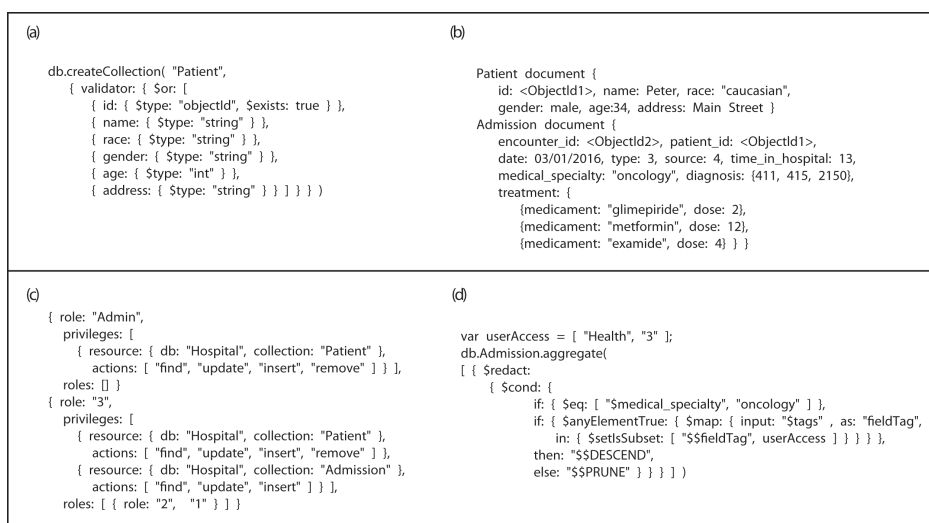 (a)
db.createCollection( "Patient",
{ validator: { $or: [
{ id: { $type: "objectId", $exists: true } },
{ name: { $type: "string" } },
{ race: { $type: "string" } },
{ gender: { $type: "string" } },
{ age: { $type: "int" } },
{ address: { $type: "string" } } ] } } )
(b)
Patient document {
id: <ObjectId1>, name: Peter, race: "caucasian",
gender: male, age:34, address: Main Street }
Admission document {
encounter_id: <ObjectId2>, patient_id: <ObjectId1>,
date: 03/01/2016, type: 3, source: 4, time_in_hospital: 13,
medical_specialty: "oncology", diagnosis: {411, 415, 2150},
treatment: {
{medicament: "glimepiride", dose: 2},
{medicament: "metformin", dose: 12},
{medicament: "examide", dose: 4} } }
(c)
{ role: "Admin",
privileges: [
{ resource: { db: "Hospital", collection: "Patient" },
actions: [ "find", "update", "insert", "remove" ] } ],
roles: [] }
{ role: "3",
privileges: [
{ resource: { db: "Hospital", collection: "Patient" },
actions: [ "find", "update", "insert", "remove" ] },
{ resource: { db: "Hospital", collection: "Admission" },
actions: [ "find", "update", "insert" ] } ],
roles: [ { role: "2", "1" } ] }
(d)
var userAccess = [ "Health", "3" ];
db.Admission.aggregate(
[ { $redact:
{ $cond: {
if: { $eq: [ "$medical_specialty", "oncology" ] },
if: { $anyElementTrue: { $map: { input: "$tags" , as: "fieldTag",
in: { $setIsSubset: [ "$$fieldTag", userAccess ] } } } },
then: "$$DESCEND",
else: "$$PRUNE" } } } ] )